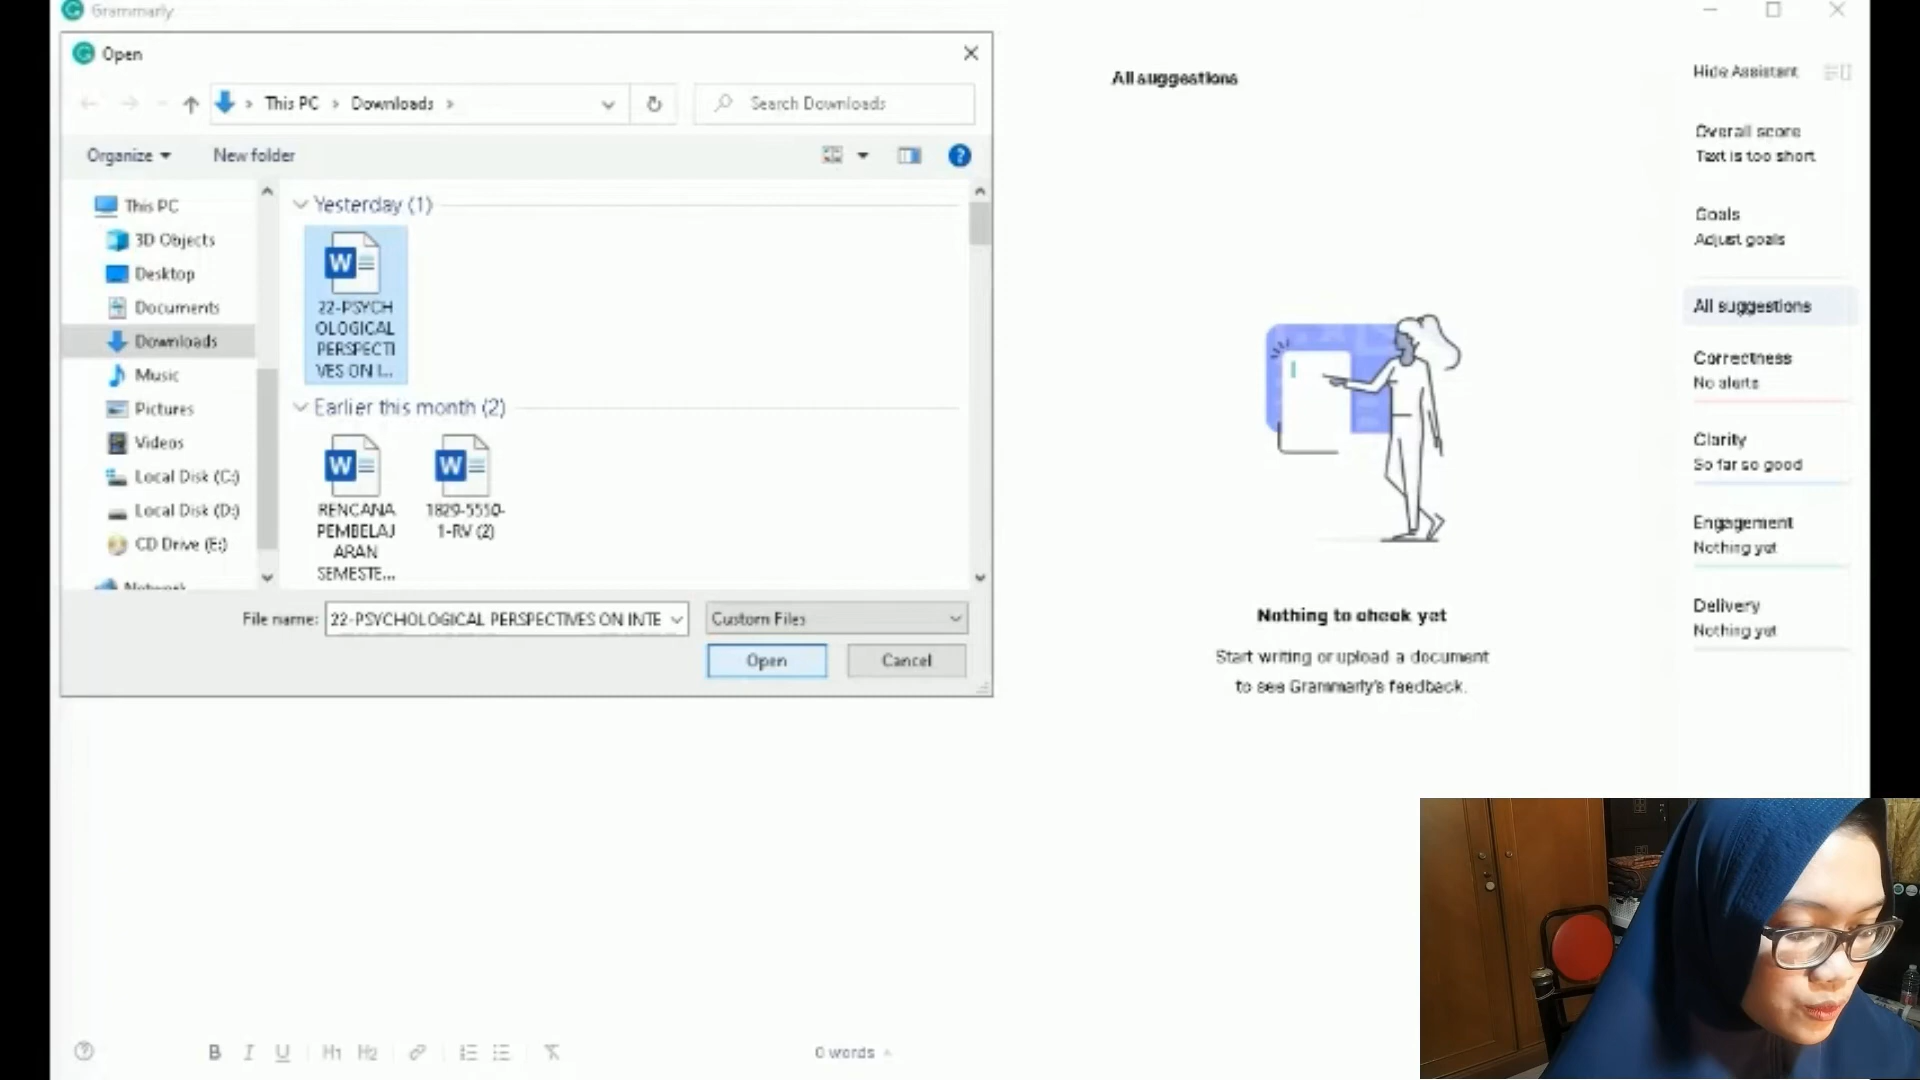 Grammarly
Open
This PC > Downloads >
Search Downloads
Organize
New folder
This PC
3D Objects
Desktop
Documents
Downloads
Music
Pictures
Videos
Local Disk (C:)
Local Disk (D:)
CD Drive (E:)
Network
Yesterday (1)
22-PSYCH
OLOGICAL
PERSPECTI
VES ON I...
Earlier this month (2)
RENCANA
PEMBELAJ
ARAN
SEMESTE...
1829-5550-
1-RV (2)
File name:
22-PSYCHOLOGICAL PERSPECTIVES ON INTE
Custom Files
Open
Cancel
All suggestions
Nothing to check yet
Start writing or upload a document
to see Grammarly's feedback.
Hide Assistant
Overall score
Text is too short
Goals
Adjust goals
All suggestions
Correctness
No alerts
Clarity
So far so good
Engagement
Nothing yet
Delivery
Nothing yet
B I U H1 H2
0 words